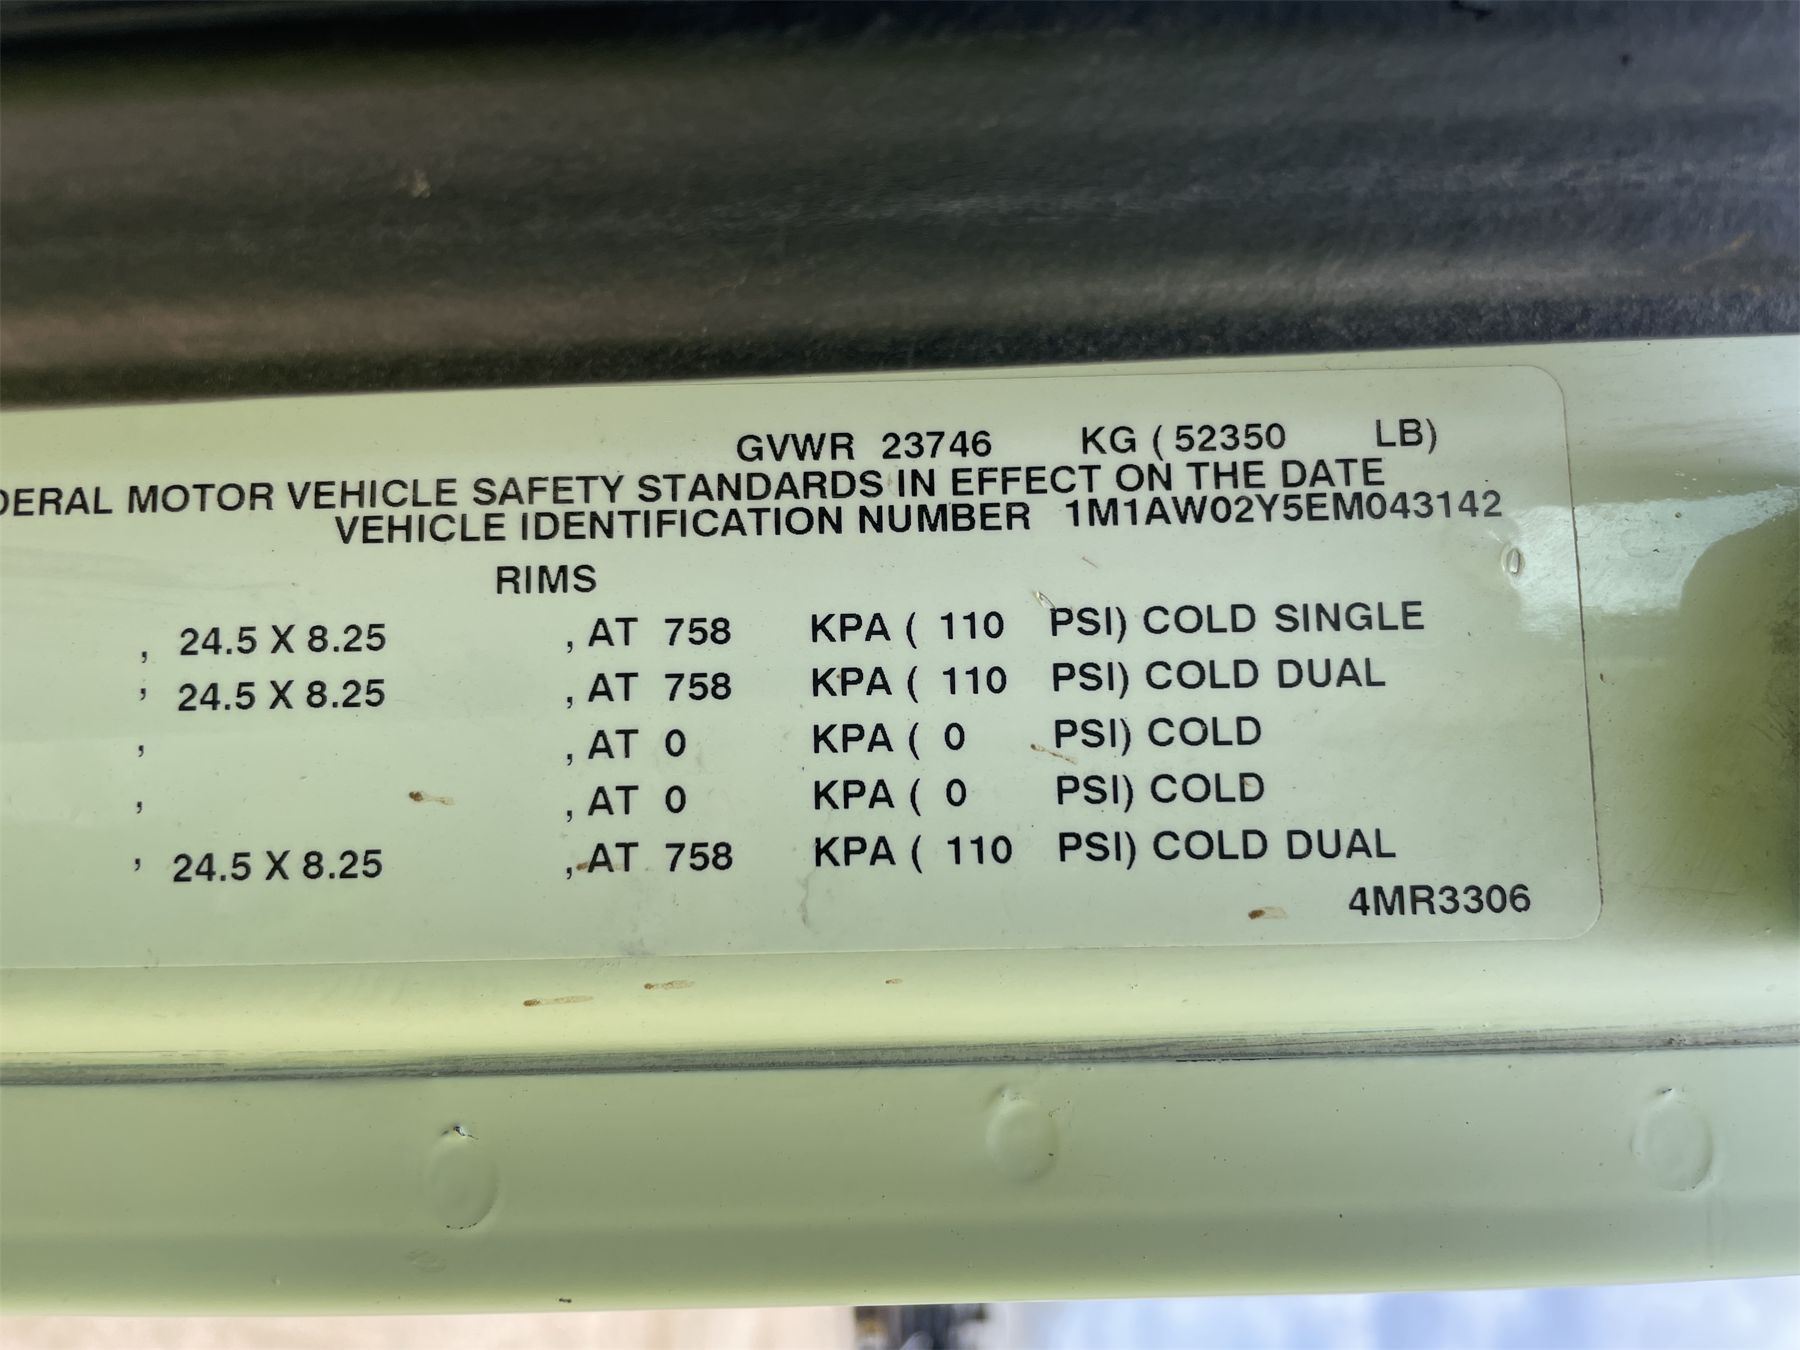 GVWR 23746 KG ( 52350 LB)
DERAL MOTOR VEHICLE SAFETY STANDARDS IN EFFECT ON THE DATE
VEHICLE IDENTIFICATION NUMBER 1M1AW02Y5EM043142
RIMS
, 24.5 X 8.25 , AT 758 KPA ( 110 PSI) COLD SINGLE
, 24.5 X 8.25 , AT 758 KPA ( 110 PSI) COLD DUAL
, , AT 0 KPA ( 0 PSI) COLD
, , AT 0 KPA ( 0 PSI) COLD
, 24.5 X 8.25 , AT 758 KPA ( 110 PSI) COLD DUAL
4MR3306